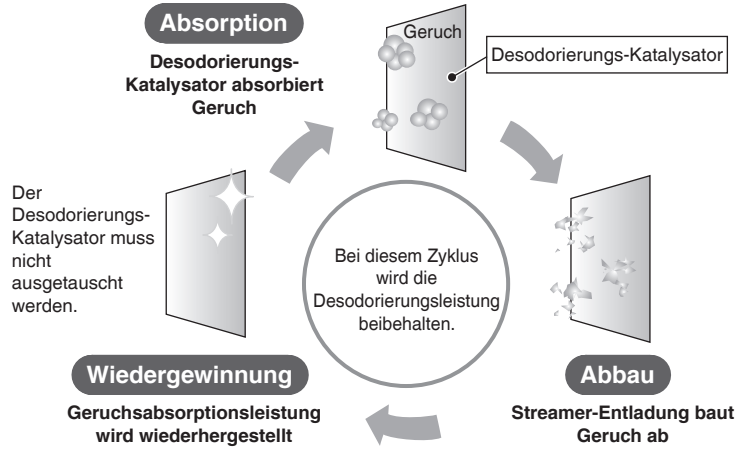 Absorption
Desodorierungs-
Katalysator absorbiert
Geruch
Geruch
Desodorierungs-Katalysator
Der
Desodorierungs-
Katalysator muss
nicht
ausgetauscht
werden.
Bei diesem Zyklus
wird die
Desodorierungsleistung
beibehalten.
Wiedergewinnung
Geruchsabsorptionsleistung
wird wiederhergestellt
Abbau
Streamer-Entladung baut
Geruch ab